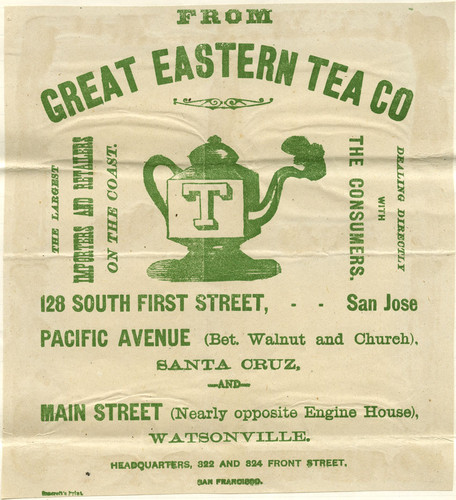 FROM
GREAT EASTERN TEA CO
THE LARGEST
IMPORTERS AND RETAILERS
ON THE COAST.
T
DEALING DIRECTLY
WITH
THE CONSUMERS.
128 SOUTH FIRST STREET, - - San Jose
PACIFIC AVENUE (Bet. Walnut and Church),
SANTA CRUZ,
—AND—
MAIN STREET (Nearly opposite Engine House),
WATSONVILLE.
HEADQUARTERS, 322 AND 324 FRONT STREET,
SAN FRANCISCO.
Bancroft's Print.